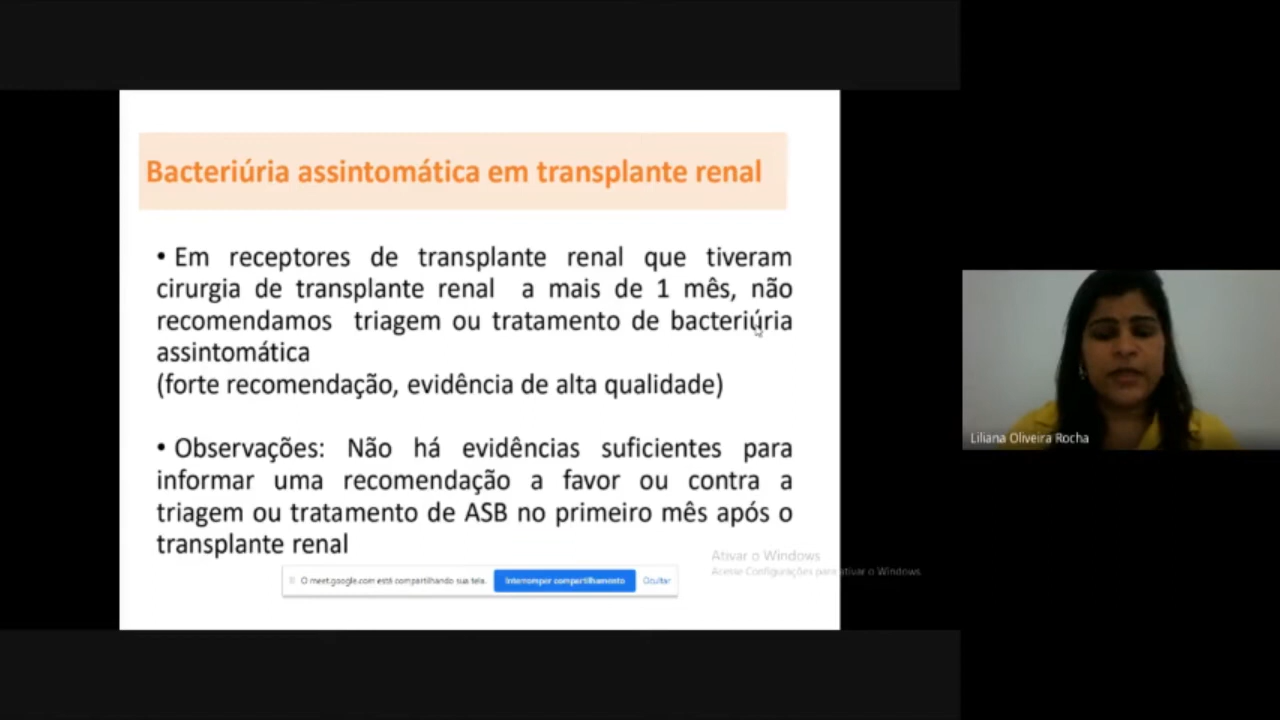 Bacteriúria assintomática em transplante renal
• Em receptores de transplante renal que tiveram
cirurgia de transplante renal a mais de 1 mês, não
recomendamos triagem ou tratamento de bacteriúria
assintomática
(forte recomendação, evidência de alta qualidade)
• Observações: Não há evidências suficientes para
informar uma recomendação a favor ou contra a
triagem ou tratamento de ASB no primeiro mês após o
transplante renal
Ativar o Windows
Acesse Configurações para ativar o Windows.
O meet.google.com está compartilhando sua tela.
Interromper compartilhamento
Ocultar
Liliana Oliveira Rocha